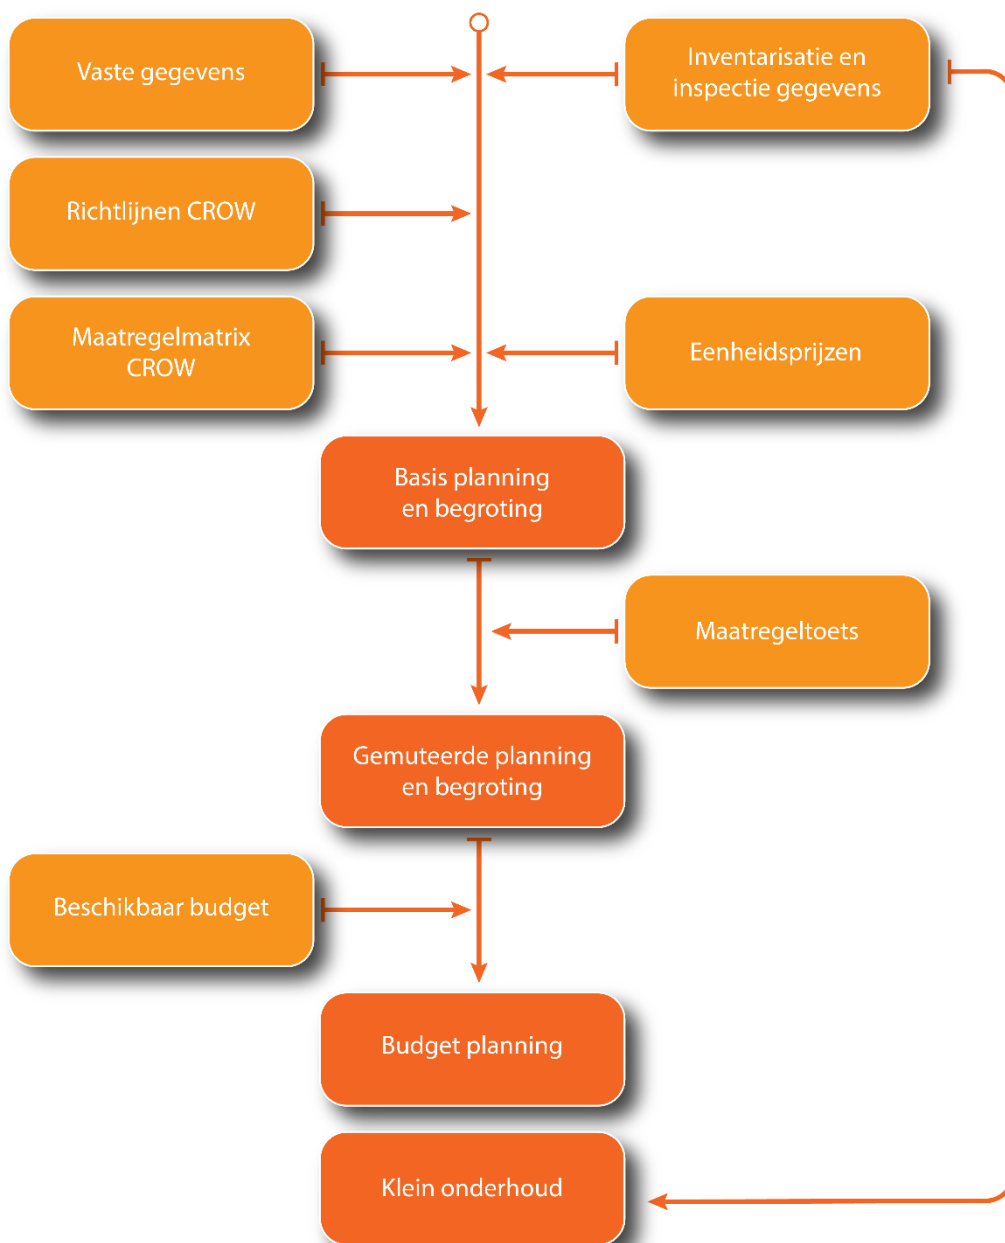 Vaste gegevens
Inventarisatie en
inspectie gegevens
Richtlijnen CROW
Maatregelmatrix
CROW
Eenheidsprijzen
Basis planning
en begroting
Maatregeltoets
Gemuteerde planning
en begroting
Beschikbaar budget
Budget planning
Klein onderhoud